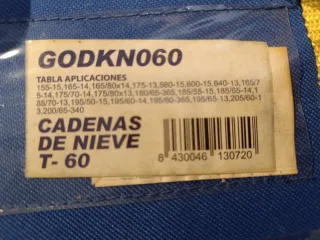 GODKN060
TABLA APLICACIONES
155-15,165-14,165/80x14,175-13,560-15,600-15,640-13,165/7
5-14,175/70-14,175/80x13,180/65-365,185/55-15,185/65-14,1
85/70-13,195/50-15,195/60-14,195/60-365,195/65-13,205/60-1
3,200/65-340
CADENAS
DE NIEVE
T- 60
8 430046 130720